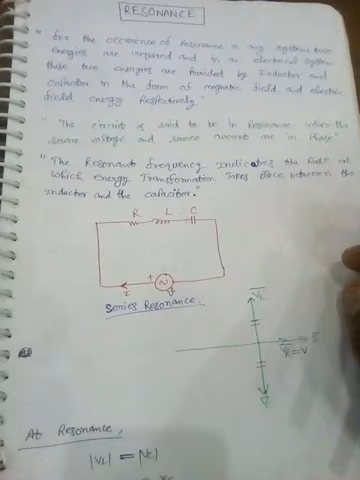 RESONANCE
" for the occurence of Resonance in any system two
energies are required and in an electrical system
these two energies are provided by Inductor and
capacitor in the form of magnetic field and electric
field energy Respectively.
" The circuit is said to be in Resonance when the
source voltage and source current are in Phase"
" The Resonant frequency Indicates the Rate at
which energy Transformation Takes place between the
Inductor and the capacitor."
R L C
I + ~
Series Resonance.
VL
VR=V I
At Resonance,
|VL| = |VC|